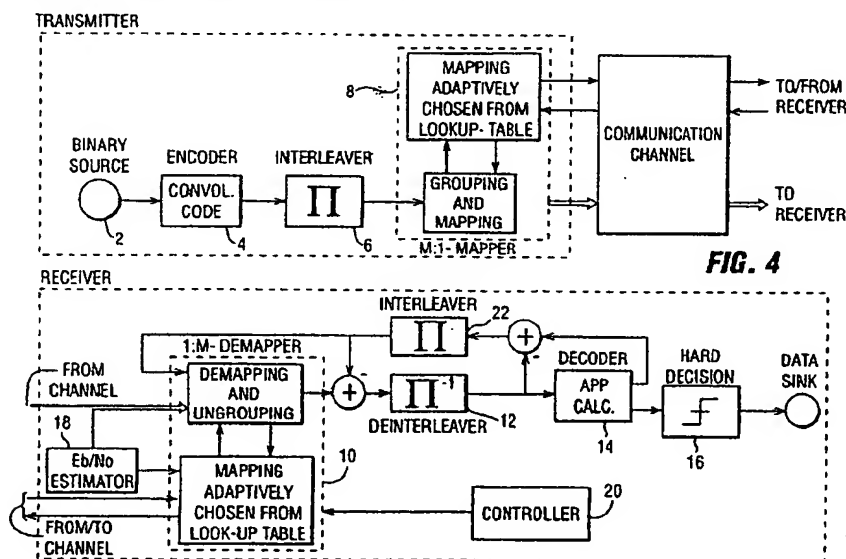 TRANSMITTER
8
MAPPING
ADAPTIVELY
CHOSEN FROM
LOOKUP- TABLE
COMMUNICATION
CHANNEL
TO/FROM
RECEIVER
BINARY
SOURCE
2
ENCODER
CONVOL.
CODE
4
INTERLEAVER
Π
6
GROUPING
AND
MAPPING
M:1- MAPPER
TO
RECEIVER
FIG. 4
RECEIVER
INTERLEAVER
Π
22
1:M- DEMAPPER
FROM
CHANNEL
DEMAPPING
AND
UNGROUPING
+
-
Π-1
DEINTERLEAVER
12
+
-
DECODER
APP
CALC.
14
HARD
DECISION
16
DATA
SINK
18
Eb/No
ESTIMATOR
MAPPING
ADAPTIVELY
CHOSEN FROM
LOOK-UP TABLE
10
CONTROLLER
20
FROM/TO
CHANNEL